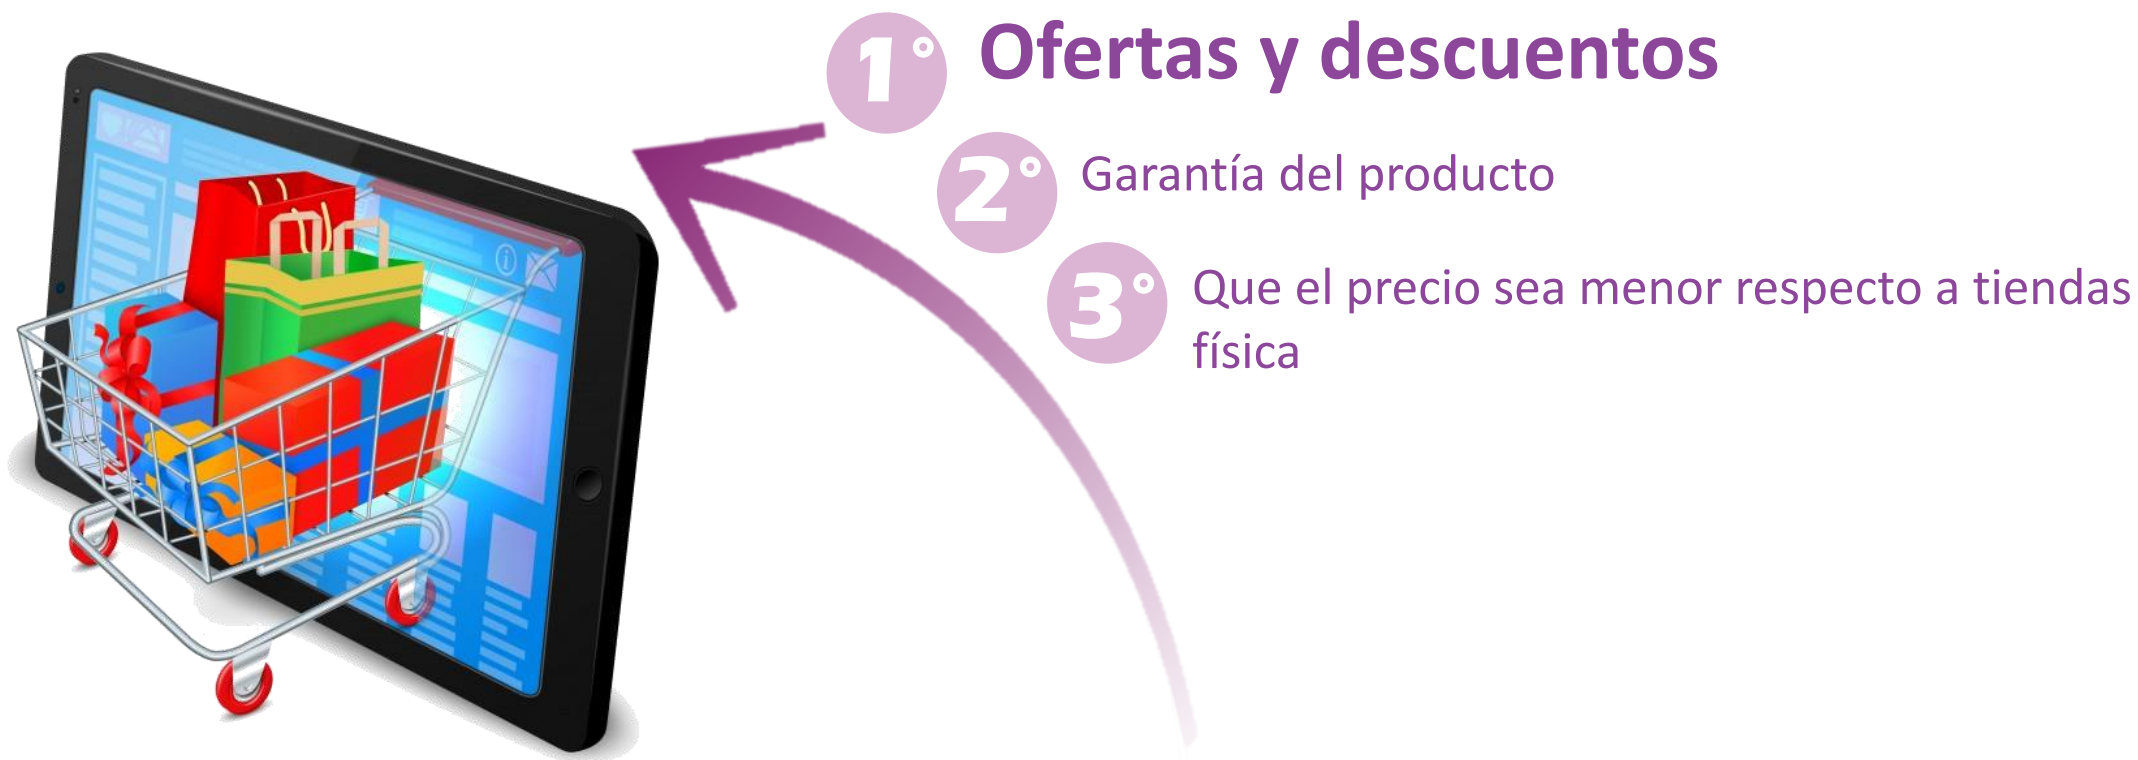 1° Ofertas y descuentos
2° Garantía del producto
3° Que el precio sea menor respecto a tiendas
física